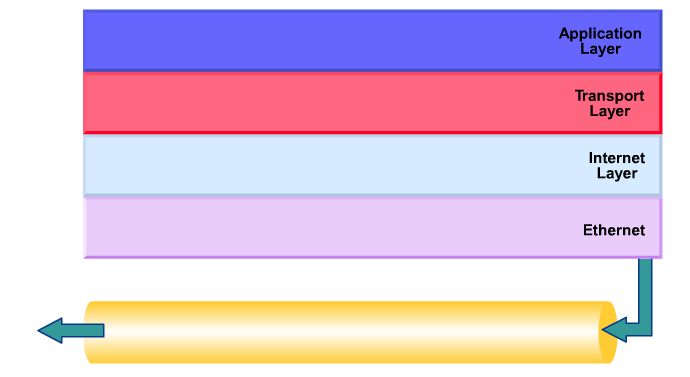 Application
Layer
Transport
Layer
Internet
Layer
Ethernet